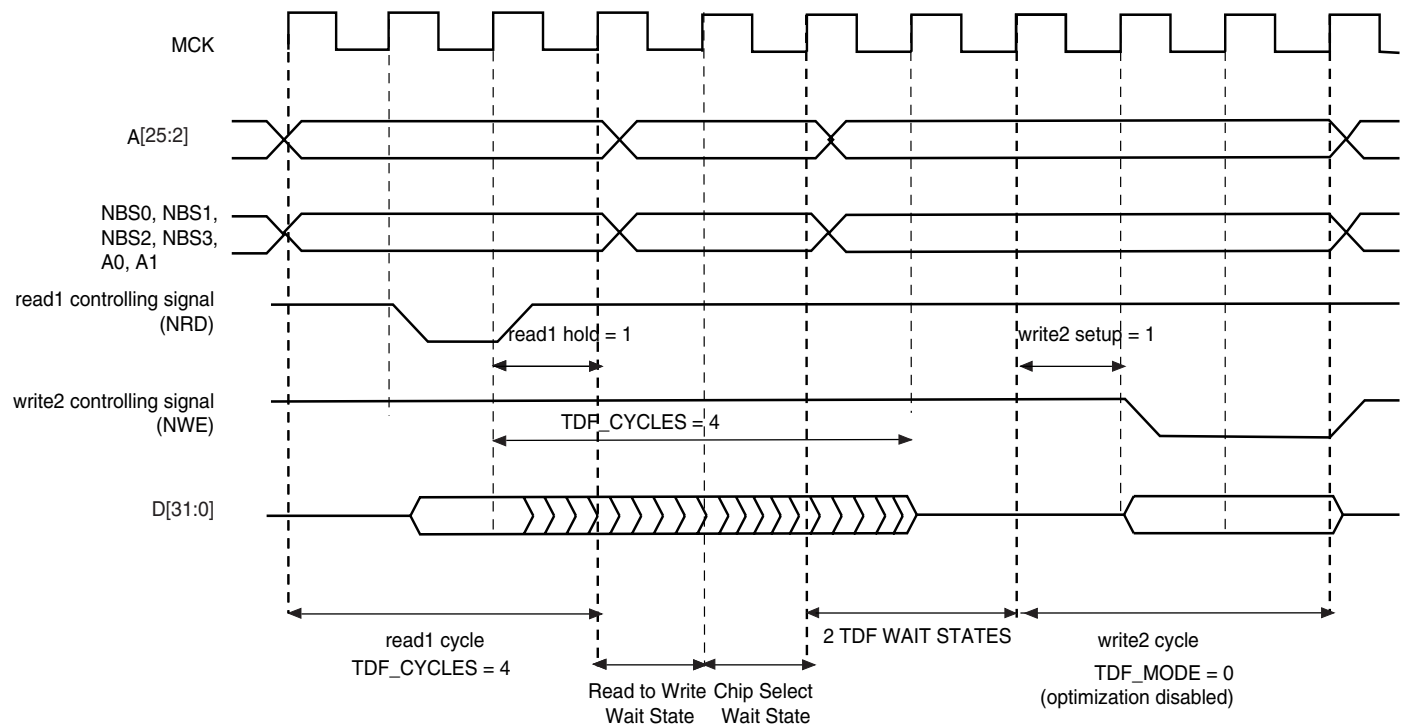 MCK
A[25:2]
NBS0, NBS1,
NBS2, NBS3,
A0, A1
read1 controlling signal
(NRD)
read1 hold = 1
write2 setup = 1
write2 controlling signal
(NWE)
TDF_CYCLES = 4
D[31:0]
read1 cycle
TDF_CYCLES = 4
2 TDF WAIT STATES
write2 cycle
TDF_MODE = 0
(optimization disabled)
Read to Write
Wait State
Chip Select
Wait State